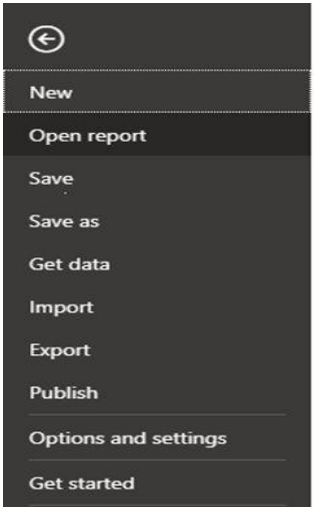 New
Open report
Save
Save as
Get data
Import
Export
Publish
Options and settings
Get started